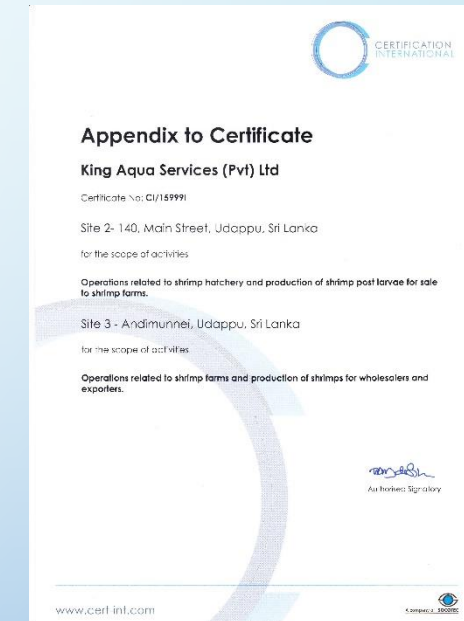 CERTIFICATION
INTERNATIONAL
Appendix to Certificate
King Aqua Services (Pvt) Ltd
Certificate No: CI/15999I
Site 2- 140, Main Street, Udappu, Sri Lanka
for the scope of activities
Operations related to shrimp hatchery and production of shrimp post larvae for sale
to shrimp farms.
Site 3 - Andimunnei, Udappu, Sri Lanka
for the scope of activities
Operations related to shrimp farms and production of shrimps for wholesalers and
exporters.
Authorised Signatory
www.cert-int.com
A company of